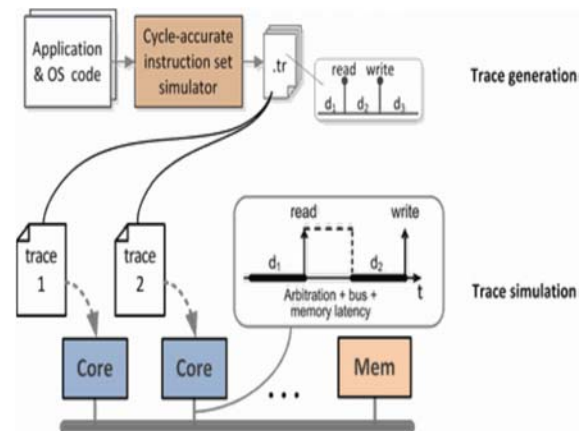 Application
& OS code
Cycle-accurate
instruction set
simulator
.tr
read write
d1 d2 d3
Trace generation
trace
1
trace
2
read
write
d1
d2
t
Arbitration + bus +
memory latency
Trace simulation
Core
Core
...
Mem